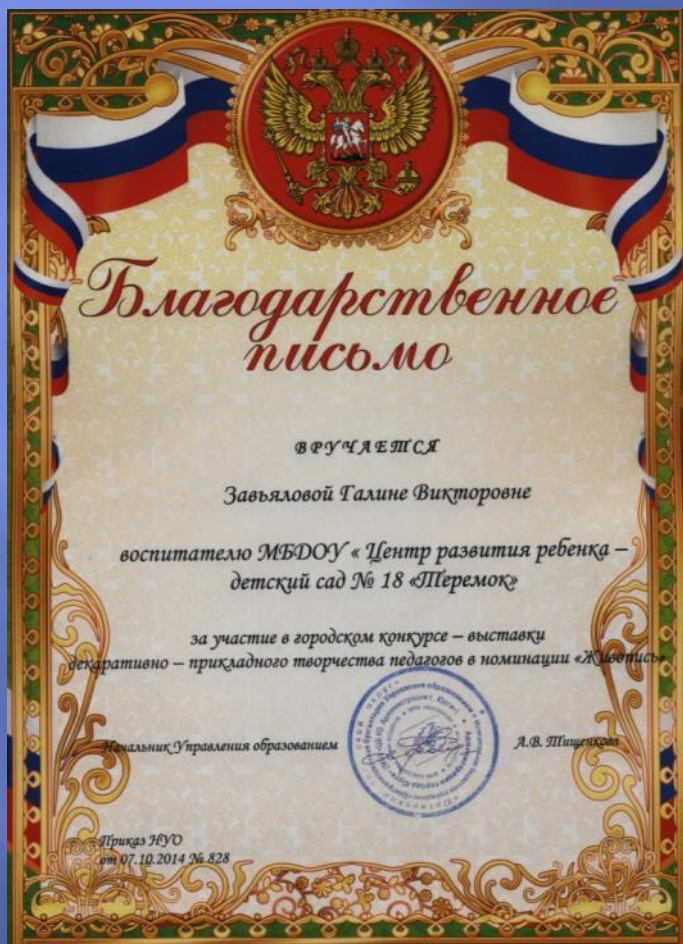 Благодарственное
письмо
ВРУЧАЕТСЯ
Завьяловой Галине Викторовне
воспитателю МБДОУ « Центр развития ребенка –
детский сад № 18 «Теремок»
за участие в городском конкурсе – выставки
декаративно – прикладного творчества педагогов в номинации «Живопись»
Начальник Управления образованием
А.В. Тищенкова
Приказ НУО
от 07.10.2014 № 828